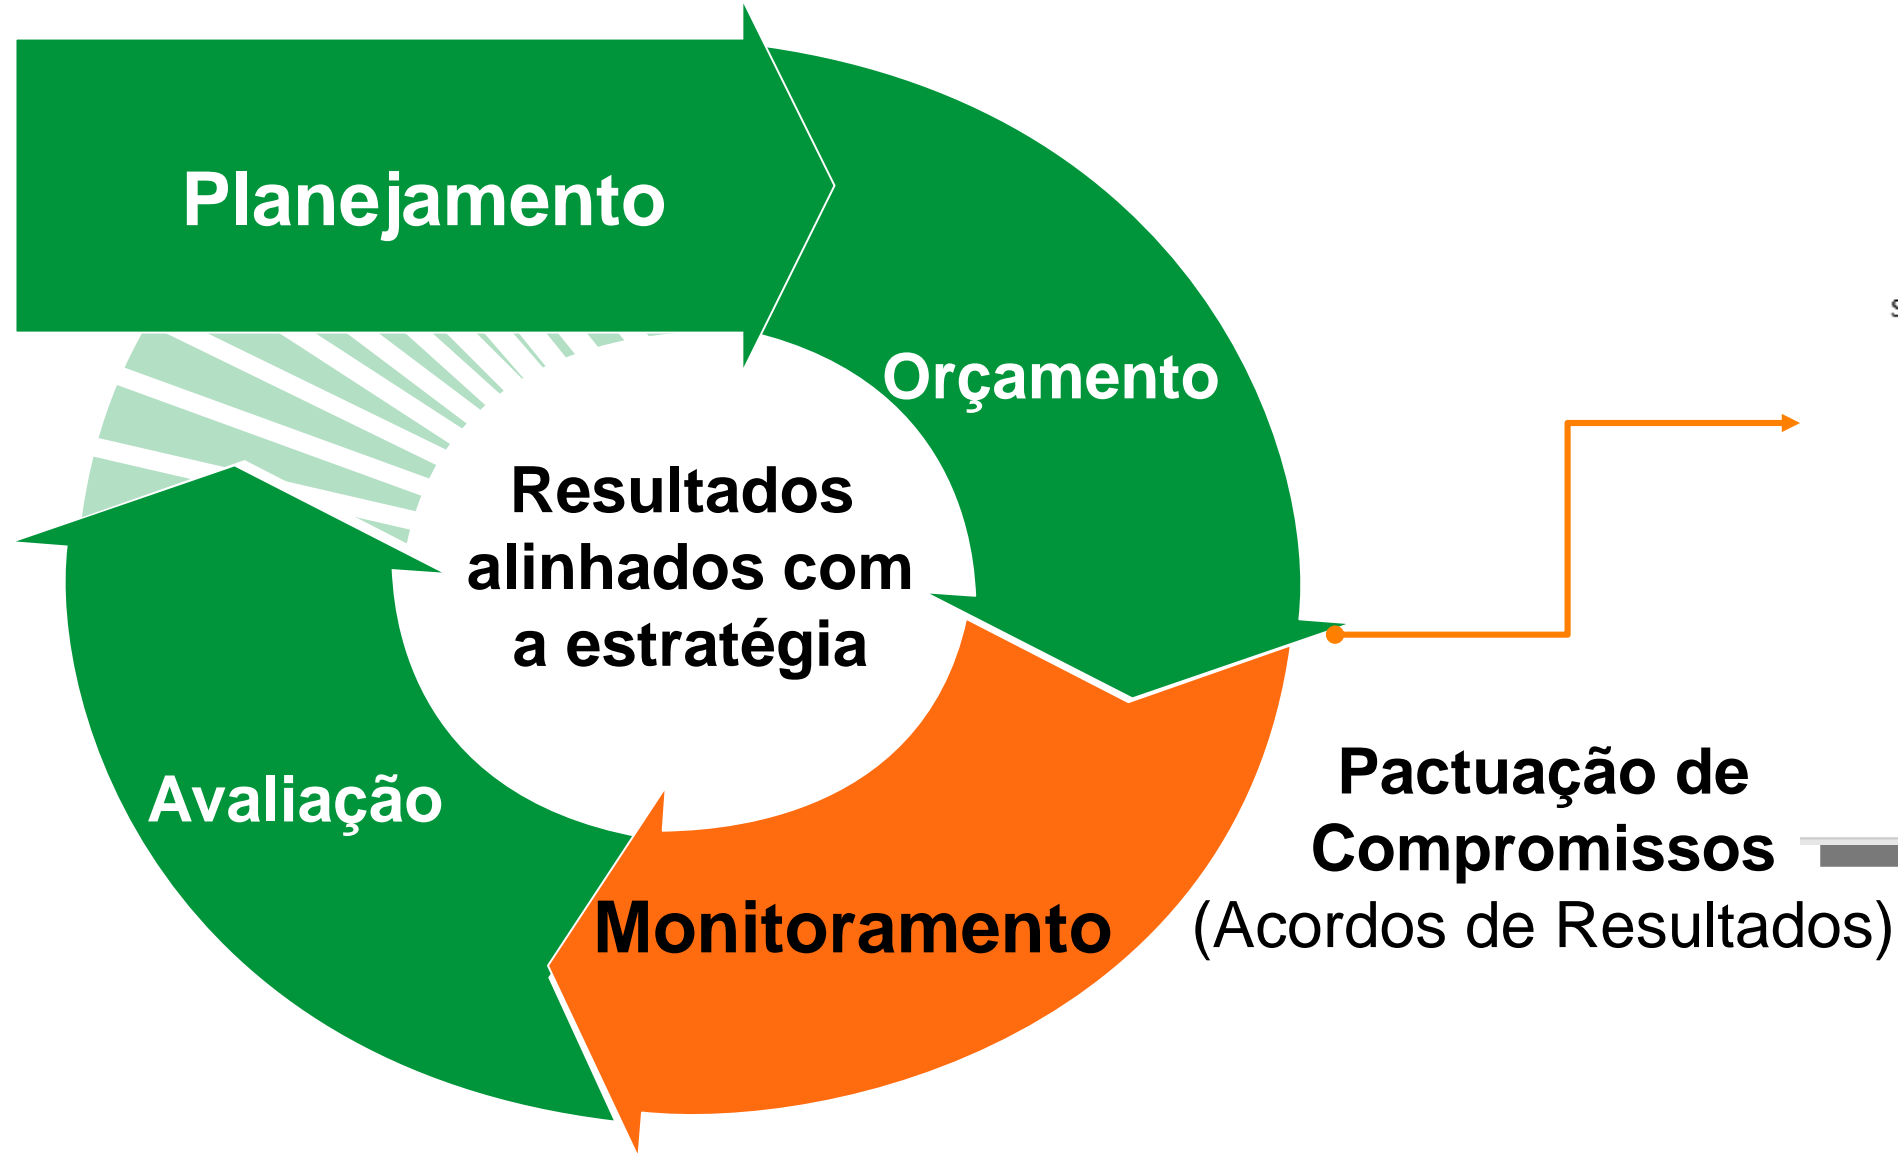 Planejamento
Orçamento
Resultados
alinhados com
a estratégia
Avaliação
Monitoramento
Pactuação de
Compromissos
(Acordos de Resultados)